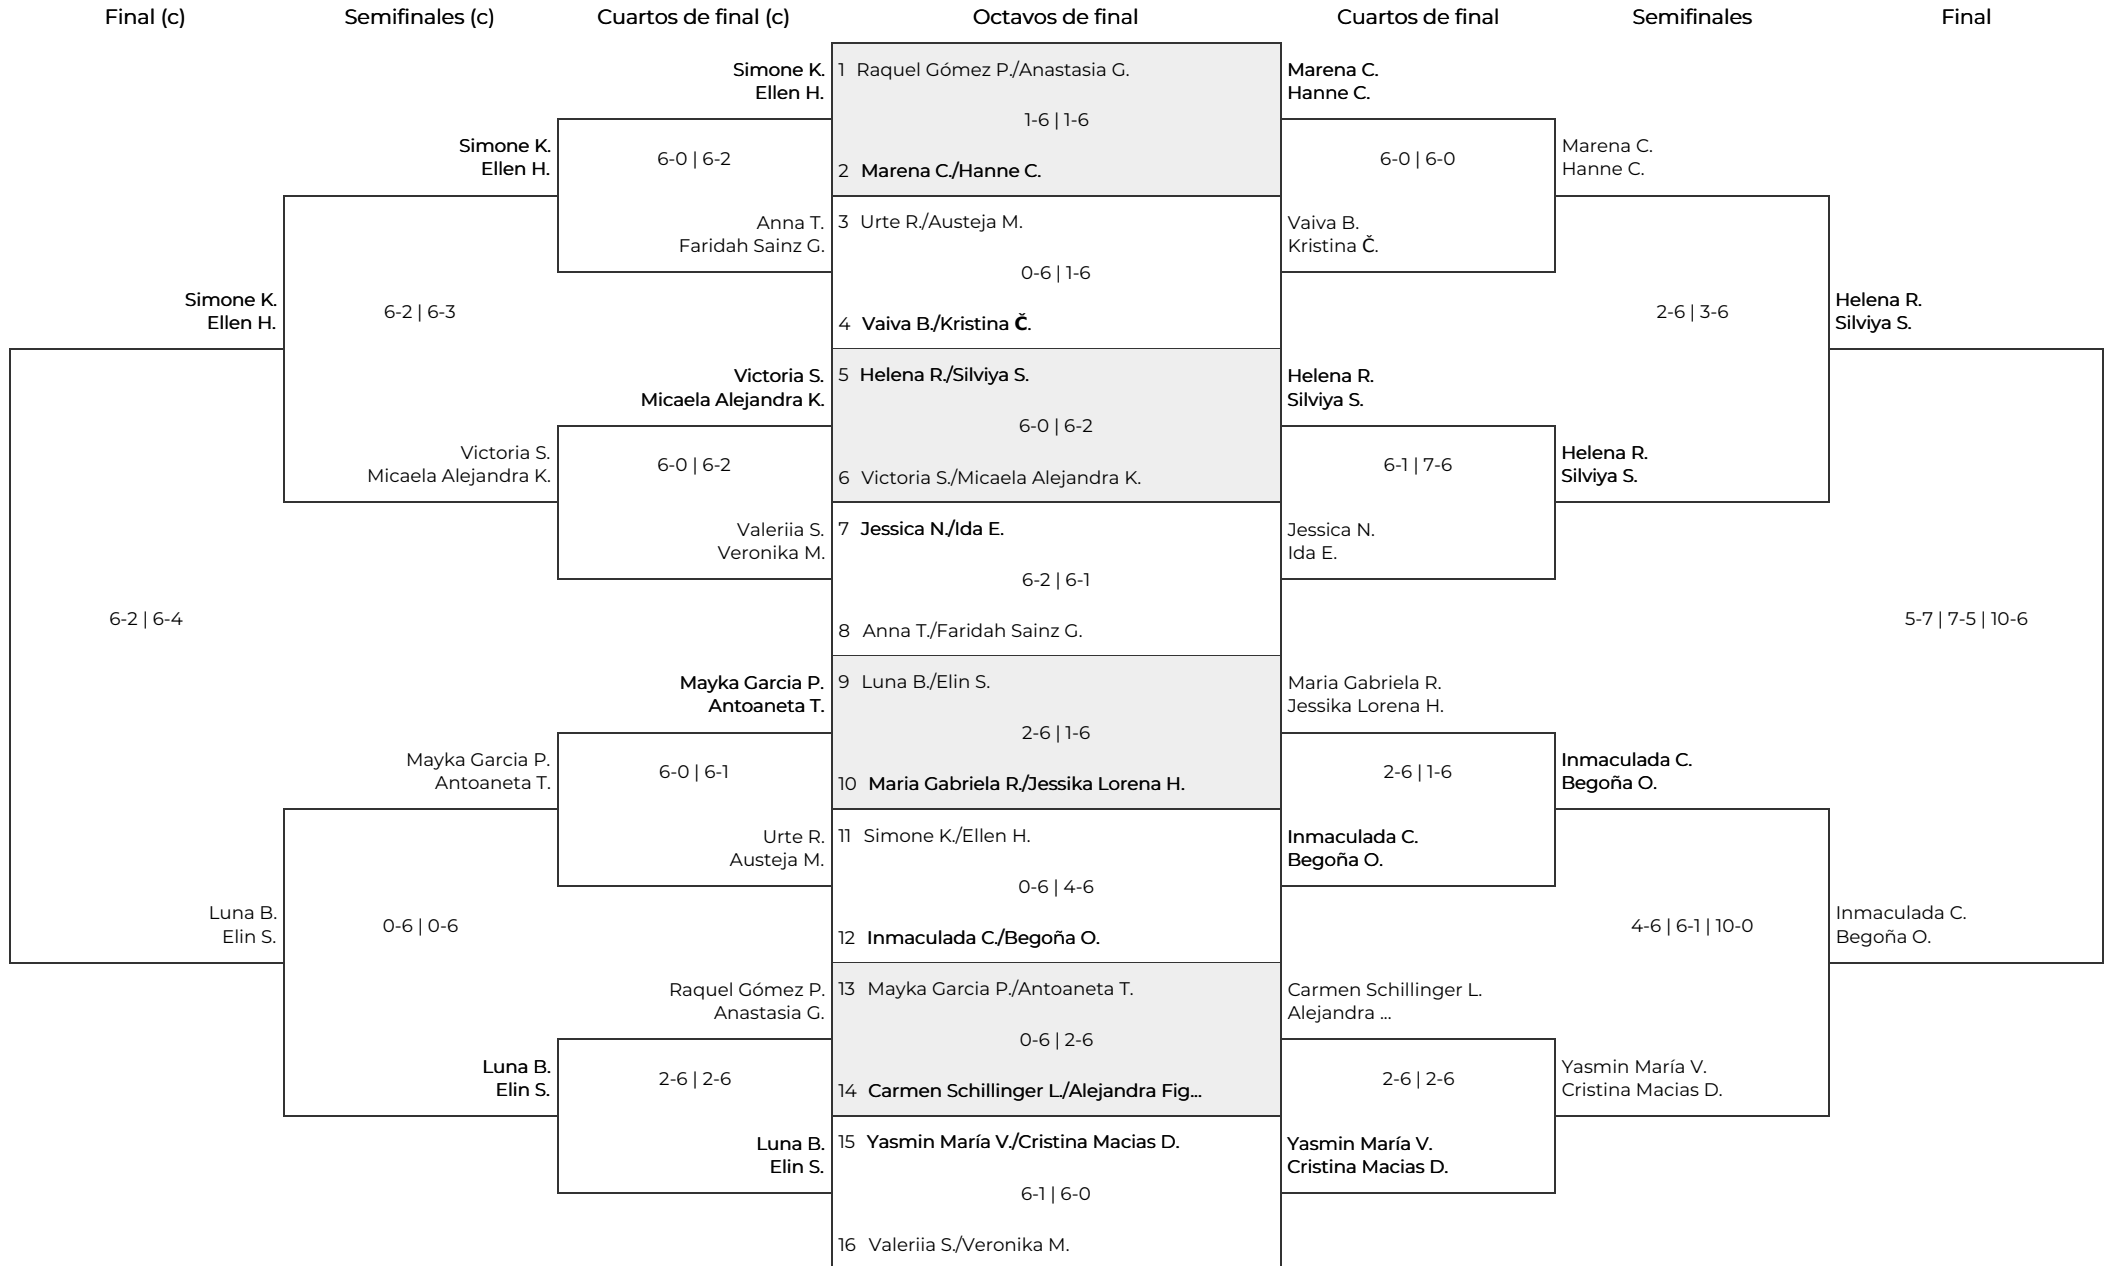 Final (c)
Semifinales (c)
Cuartos de final (c)
Octavos de final
Cuartos de final
Semifinales
Final
Simone K.
Ellen H.
6-2 | 6-4
Luna B.
Elin S.
Simone K.
Ellen H.
6-2 | 6-3
Victoria S.
Micaela Alejandra K.
Mayka Garcia P.
Antoaneta T.
0-6 | 0-6
Luna B.
Elin S.
Simone K.
Ellen H.
6-0 | 6-2
Anna T.
Faridah Sainz G.
Victoria S.
Micaela Alejandra K.
6-0 | 6-2
Valeriia S.
Veronika M.
Mayka Garcia P.
Antoaneta T.
6-0 | 6-1
Urte R.
Austeja M.
Raquel Gómez P.
Anastasia G.
2-6 | 2-6
Luna B.
Elin S.
1 Raquel Gómez P./Anastasia G.
1-6 | 1-6
2 Marena C./Hanne C.
3 Urte R./Austeja M.
0-6 | 1-6
4 Vaiva B./Kristina Č.
5 Helena R./Silviya S.
6-0 | 6-2
6 Victoria S./Micaela Alejandra K.
7 Jessica N./Ida E.
6-2 | 6-1
8 Anna T./Faridah Sainz G.
9 Luna B./Elin S.
2-6 | 1-6
10 Maria Gabriela R./Jessika Lorena H.
11 Simone K./Ellen H.
0-6 | 4-6
12 Inmaculada C./Begoña O.
13 Mayka Garcia P./Antoaneta T.
0-6 | 2-6
14 Carmen Schillinger L./Alejandra Fig...
15 Yasmin María V./Cristina Macias D.
6-1 | 6-0
16 Valeriia S./Veronika M.
Marena C.
Hanne C.
6-0 | 6-0
Vaiva B.
Kristina Č.
Helena R.
Silviya S.
6-1 | 7-6
Jessica N.
Ida E.
Maria Gabriela R.
Jessika Lorena H.
2-6 | 1-6
Inmaculada C.
Begoña O.
Carmen Schillinger L.
Alejandra ...
2-6 | 2-6
Yasmin María V.
Cristina Macias D.
Marena C.
Hanne C.
2-6 | 3-6
Helena R.
Silviya S.
Inmaculada C.
Begoña O.
4-6 | 6-1 | 10-0
Yasmin María V.
Cristina Macias D.
Helena R.
Silviya S.
5-7 | 7-5 | 10-6
Inmaculada C.
Begoña O.